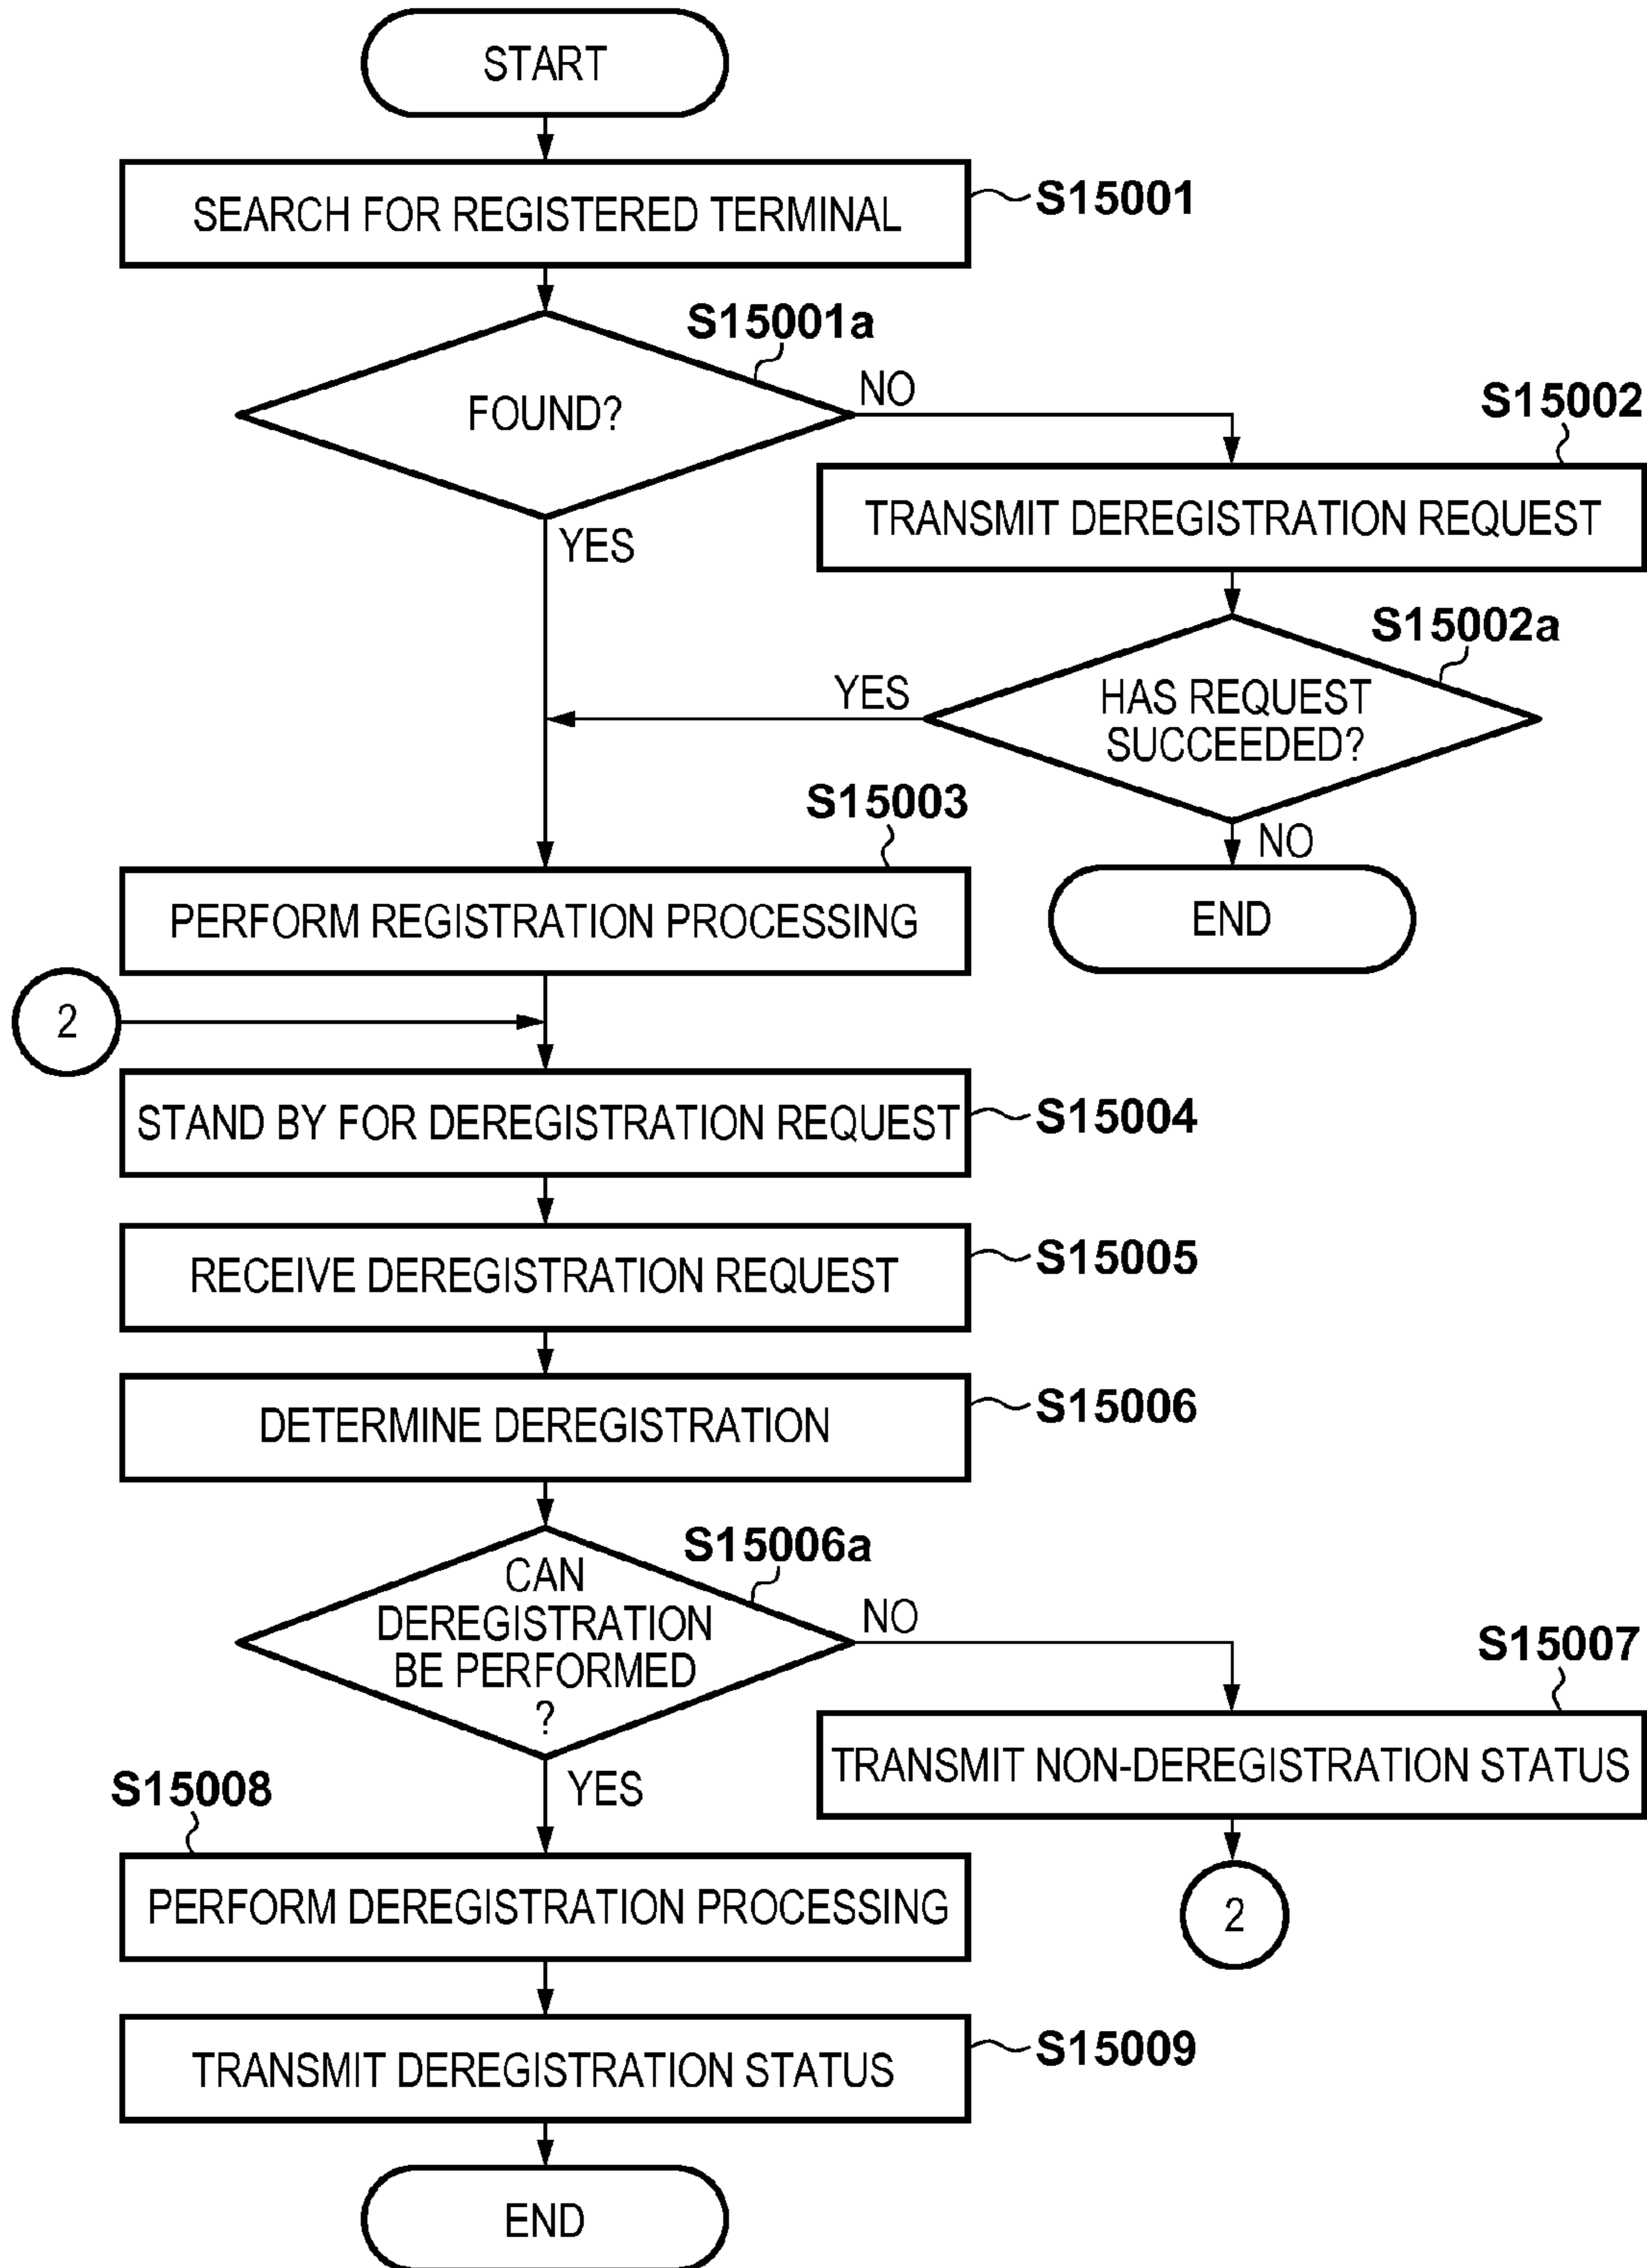 START
SEARCH FOR REGISTERED TERMINAL
S15001
S15001a
FOUND?
NO
YES
S15002
TRANSMIT DEREGISTRATION REQUEST
S15002a
HAS REQUEST
SUCCEEDED?
YES
NO
END
S15003
PERFORM REGISTRATION PROCESSING
2
STAND BY FOR DEREGISTRATION REQUEST
S15004
RECEIVE DEREGISTRATION REQUEST
S15005
DETERMINE DEREGISTRATION
S15006
S15006a
CAN
DEREGISTRATION
BE PERFORMED
?
NO
YES
S15007
TRANSMIT NON-DEREGISTRATION STATUS
2
S15008
PERFORM DEREGISTRATION PROCESSING
TRANSMIT DEREGISTRATION STATUS
S15009
END